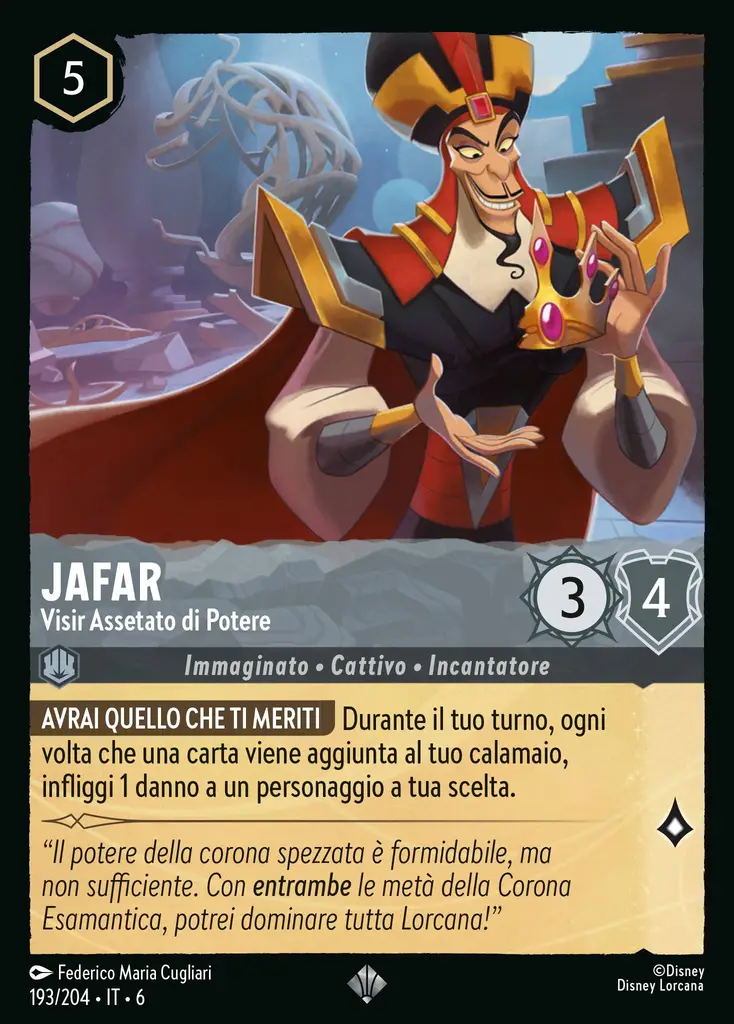 5
JAFAR
Visir Assetato di Potere
3
4
Immaginato • Cattivo • Incantatore
AVRAI QUELLO CHE TI MERITI Durante il tuo turno, ogni
volta che una carta viene aggiunta al tuo calamaio,
infliggi 1 danno a un personaggio a tua scelta.
“Il potere della corona spezzata è formidabile, ma
non sufficiente. Con entrambe le metà della Corona
Esamantica, potrei dominare tutta Lorcana!”
Federico Maria Cugliari
193/204 • IT • 6
©Disney
Disney Lorcana